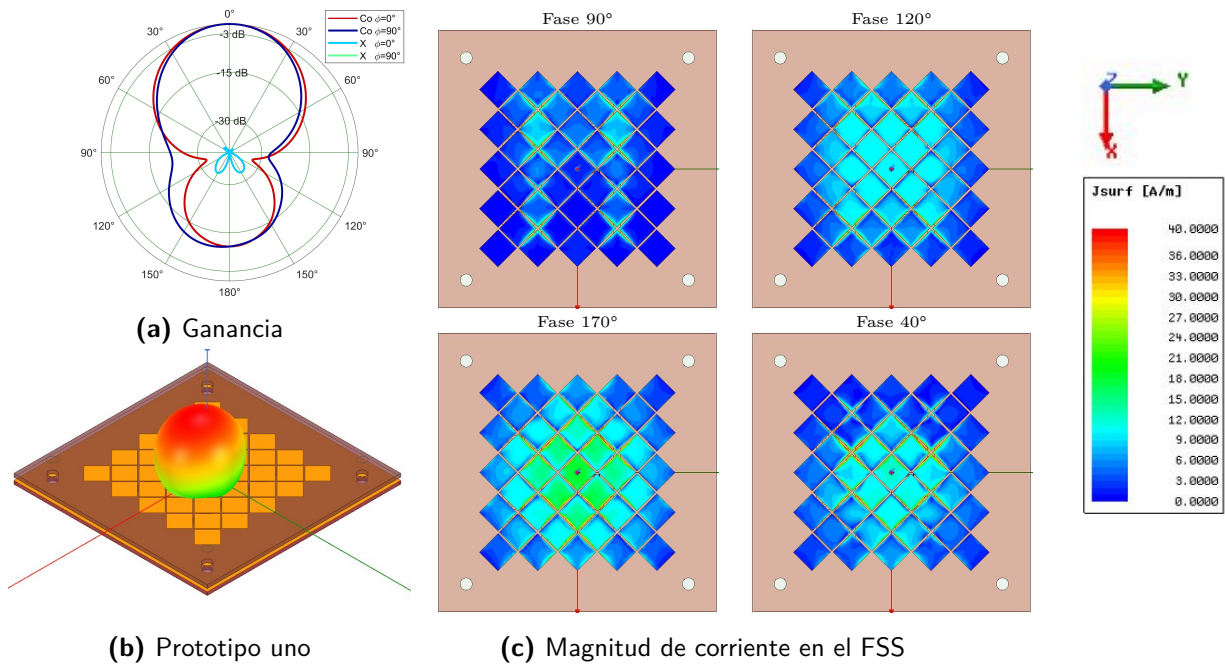 0°
30°
30°
60°
60°
90°
90°
120°
120°
150°
150°
180°
-3 dB
-15 dB
-30 dB
Co ϕ=0°
Co ϕ=90°
X ϕ=0°
X ϕ=90°
(a) Ganancia
(b) Prototipo uno
Fase 90°
Fase 120°
Fase 170°
Fase 40°
(c) Magnitud de corriente en el FSS
Z
Y
X
Jsurf [A/m]
40.0000
36.0000
33.0000
30.0000
27.0000
24.0000
21.0000
18.0000
15.0000
12.0000
9.0000
6.0000
3.0000
0.0000